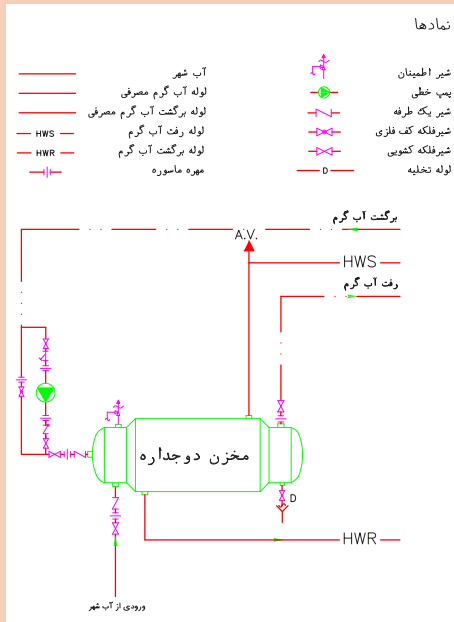 نمادها
شیر اطمینان
پمپ خطی
شیر یک طرفه
شیرفلکه کف فلزی
شیرفلکه کشویی
لوله تخلیه
D
آب شهر
لوله آب گرم مصرفی
لوله برگشت آب گرم مصرفی
لوله رفت آب گرم
HWS
لوله برگشت آب گرم
HWR
مهره ماسوره
برگشت آب گرم
A.V.
HWS
رفت آب گرم
مخزن دوجداره
D
HWR
ورودی از آب شهر